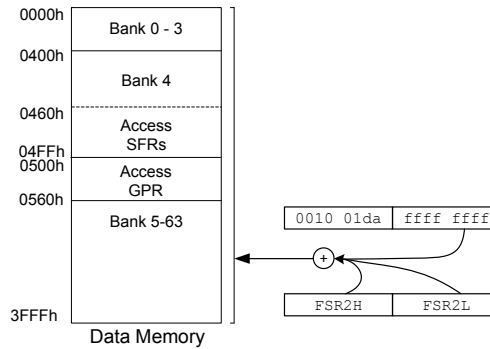 0000h
Bank 0 - 3
0400h
Bank 4
0460h
Access
SFRs
04FFh
0500h
Access
GPR
0560h
Bank 5-63
0010 01da ffff ffff
+
FSR2H FSR2L
3FFFh
Data Memory